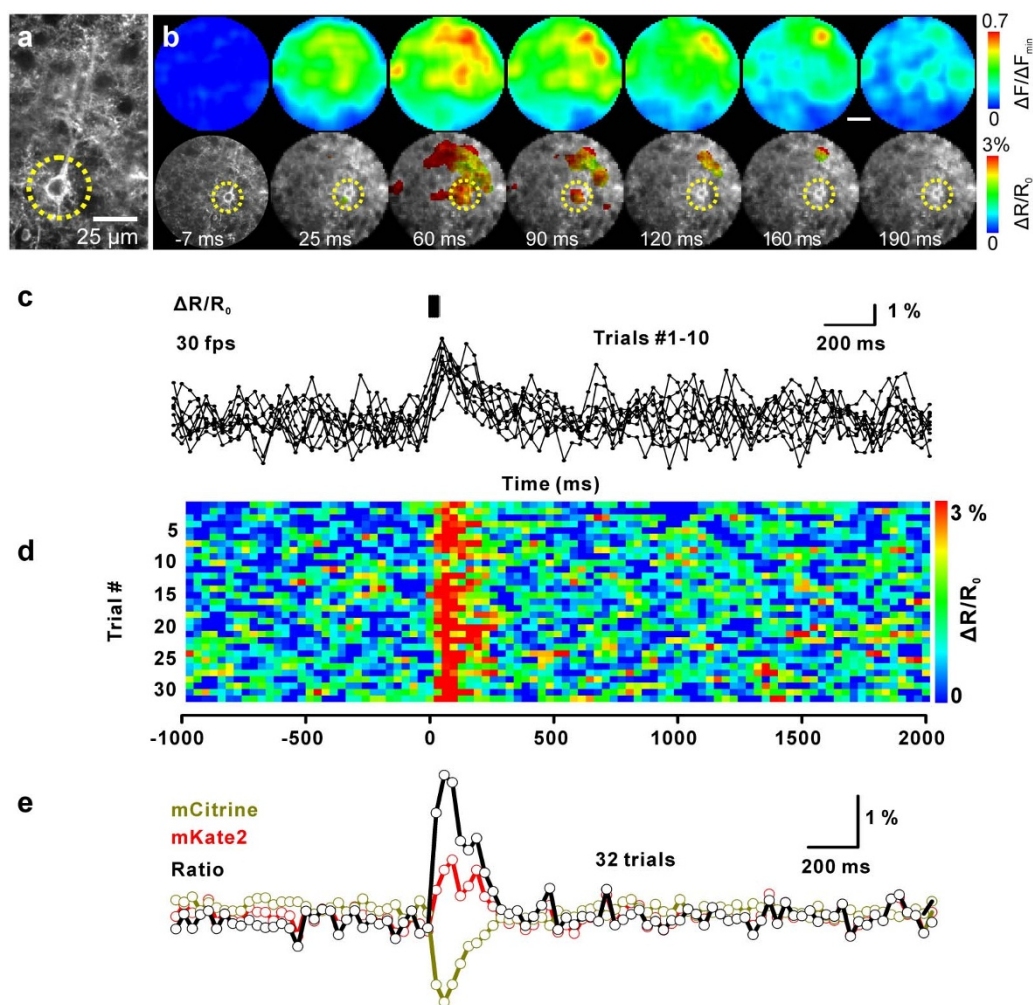 a
25 µm
b
0.7
ΔF/ΔFmin
0
3%
ΔR/R₀
0
-7 ms 25 ms 60 ms 90 ms 120 ms 160 ms 190 ms
c
ΔR/R₀
30 fps
Trials #1-10
1 %
200 ms
Time (ms)
d
Trial #
5
10
15
20
25
30
3 %
ΔR/R₀
0
-1000 -500 0 500 1000 1500 2000
e
mCitrine
mKate2
Ratio
32 trials
1 %
200 ms